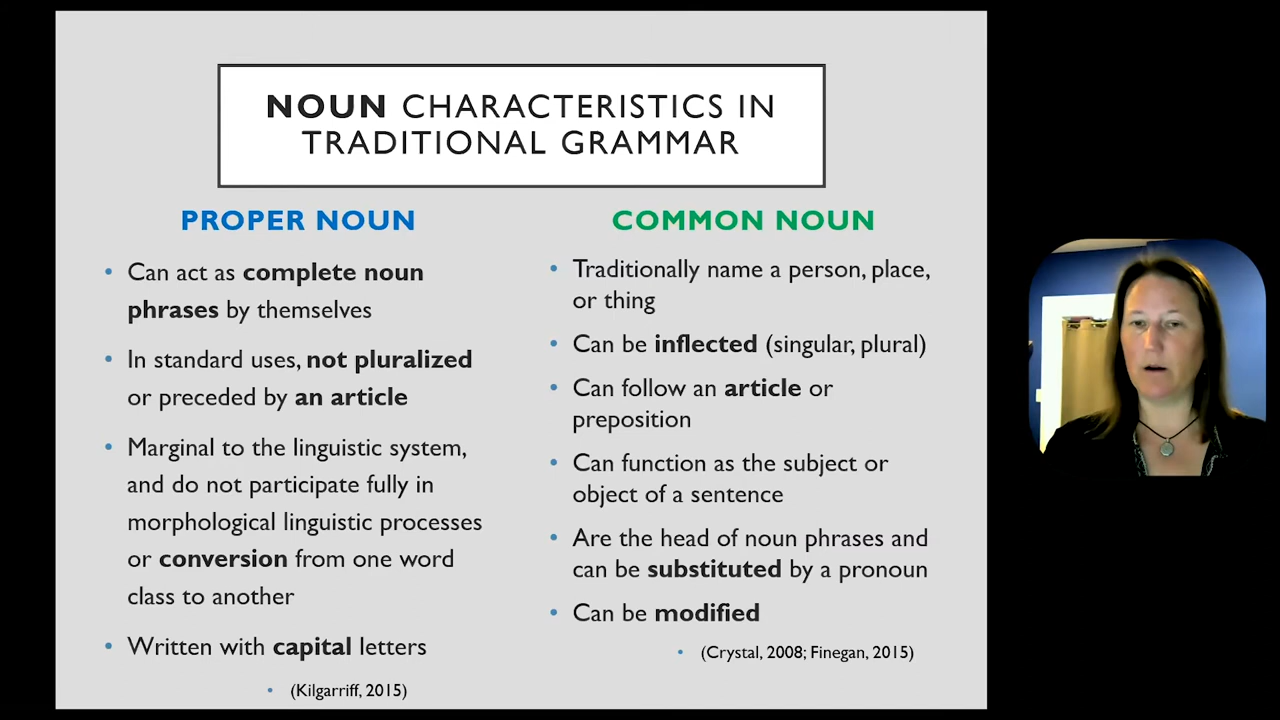 NOUN CHARACTERISTICS IN
TRADITIONAL GRAMMAR
PROPER NOUN
• Can act as complete noun
phrases by themselves
• In standard uses, not pluralized
or preceded by an article
• Marginal to the linguistic system,
and do not participate fully in
morphological linguistic processes
or conversion from one word
class to another
• Written with capital letters
• (Kilgarriff, 2015)
COMMON NOUN
• Traditionally name a person, place,
or thing
• Can be inflected (singular, plural)
• Can follow an article or
preposition
• Can function as the subject or
object of a sentence
• Are the head of noun phrases and
can be substituted by a pronoun
• Can be modified
• (Crystal, 2008; Finegan, 2015)